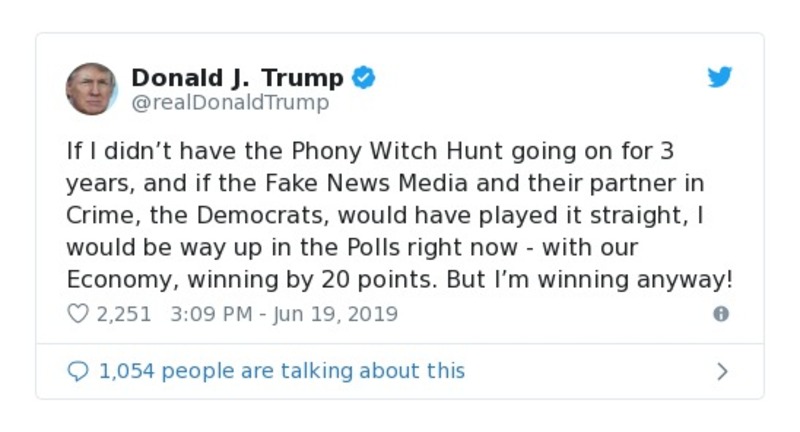 Donald J. Trump
@realDonaldTrump
If I didn’t have the Phony Witch Hunt going on for 3
years, and if the Fake News Media and their partner in
Crime, the Democrats, would have played it straight, I
would be way up in the Polls right now - with our
Economy, winning by 20 points. But I’m winning anyway!
2,251 3:09 PM - Jun 19, 2019
1,054 people are talking about this